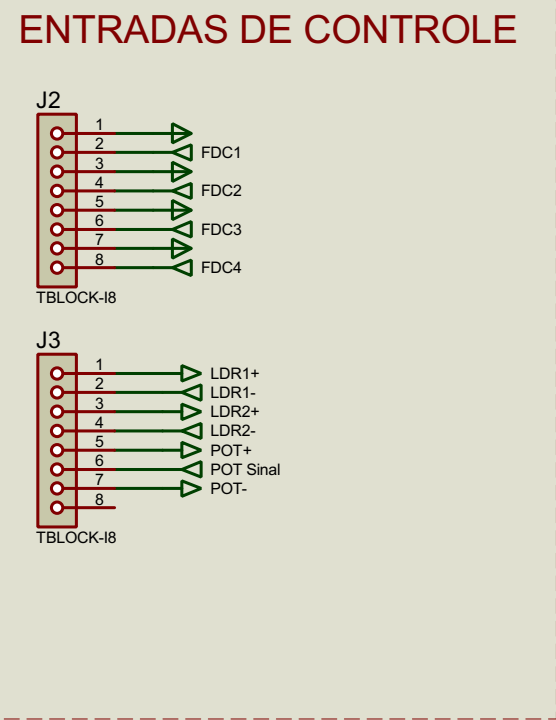 ENTRADAS DE CONTROLE
J2
1
2 FDC1
3
4 FDC2
5
6 FDC3
7
8 FDC4
TBLOCK-I8
J3
1 LDR1+
2 LDR1-
3 LDR2+
4 LDR2-
5 POT+
6 POT Sinal
7 POT-
8
TBLOCK-I8